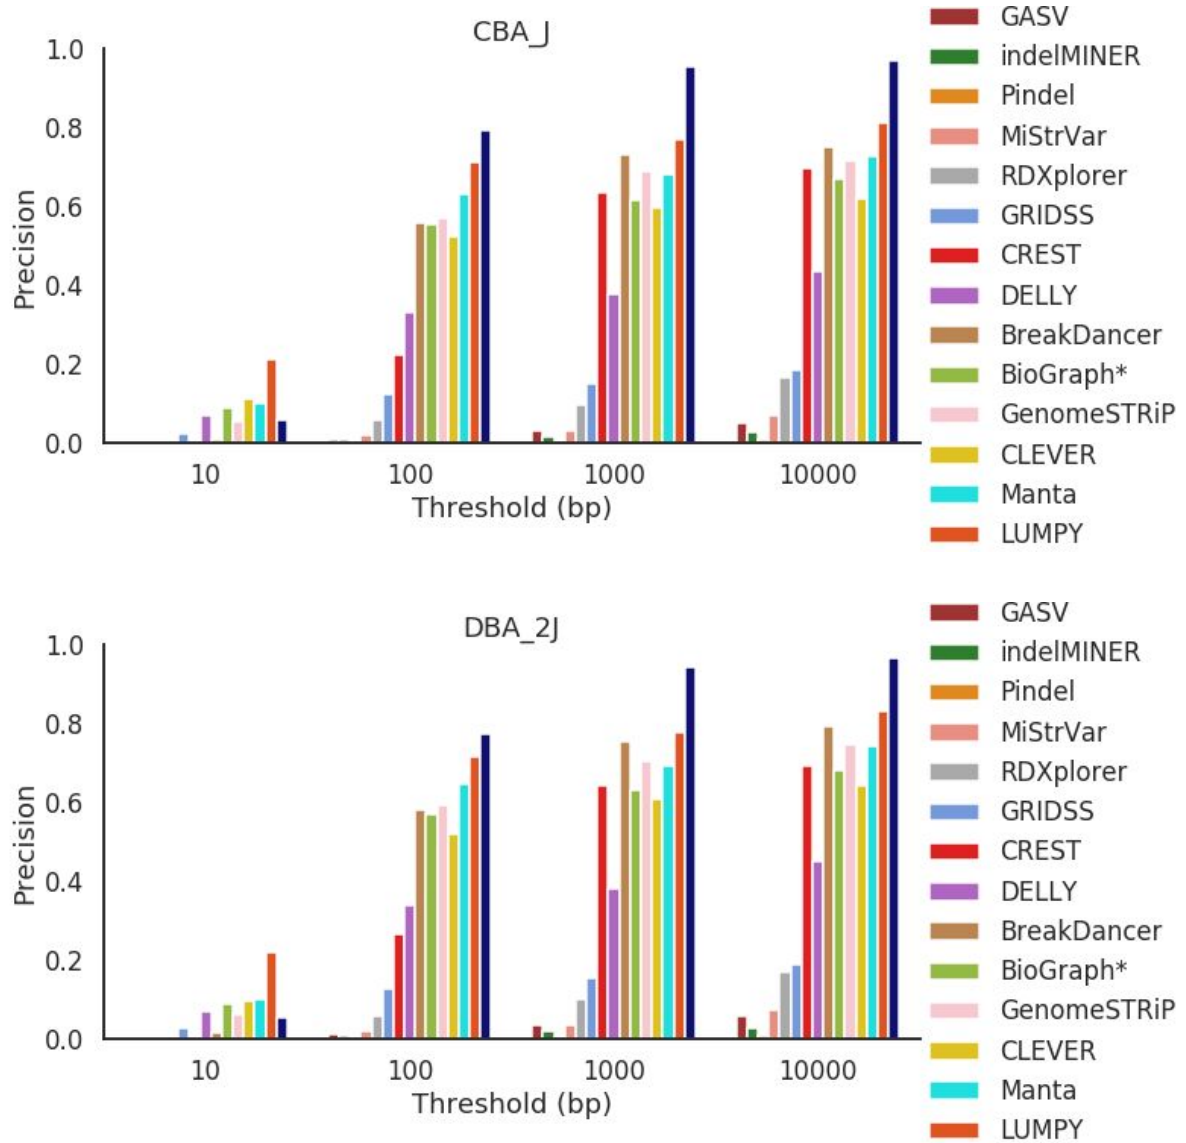 CBA_J
1.0
0.8
0.6
0.4
0.2
0.0
Precision
10 100 1000 10000
Threshold (bp)
GASV
indelMINER
Pindel
MiStrVar
RDXplorer
GRIDSS
CREST
DELLY
BreakDancer
BioGraph*
GenomeSTRiP
CLEVER
Manta
LUMPY
DBA_2J
1.0
0.8
0.6
0.4
0.2
0.0
Precision
10 100 1000 10000
Threshold (bp)
GASV
indelMINER
Pindel
MiStrVar
RDXplorer
GRIDSS
CREST
DELLY
BreakDancer
BioGraph*
GenomeSTRiP
CLEVER
Manta
LUMPY